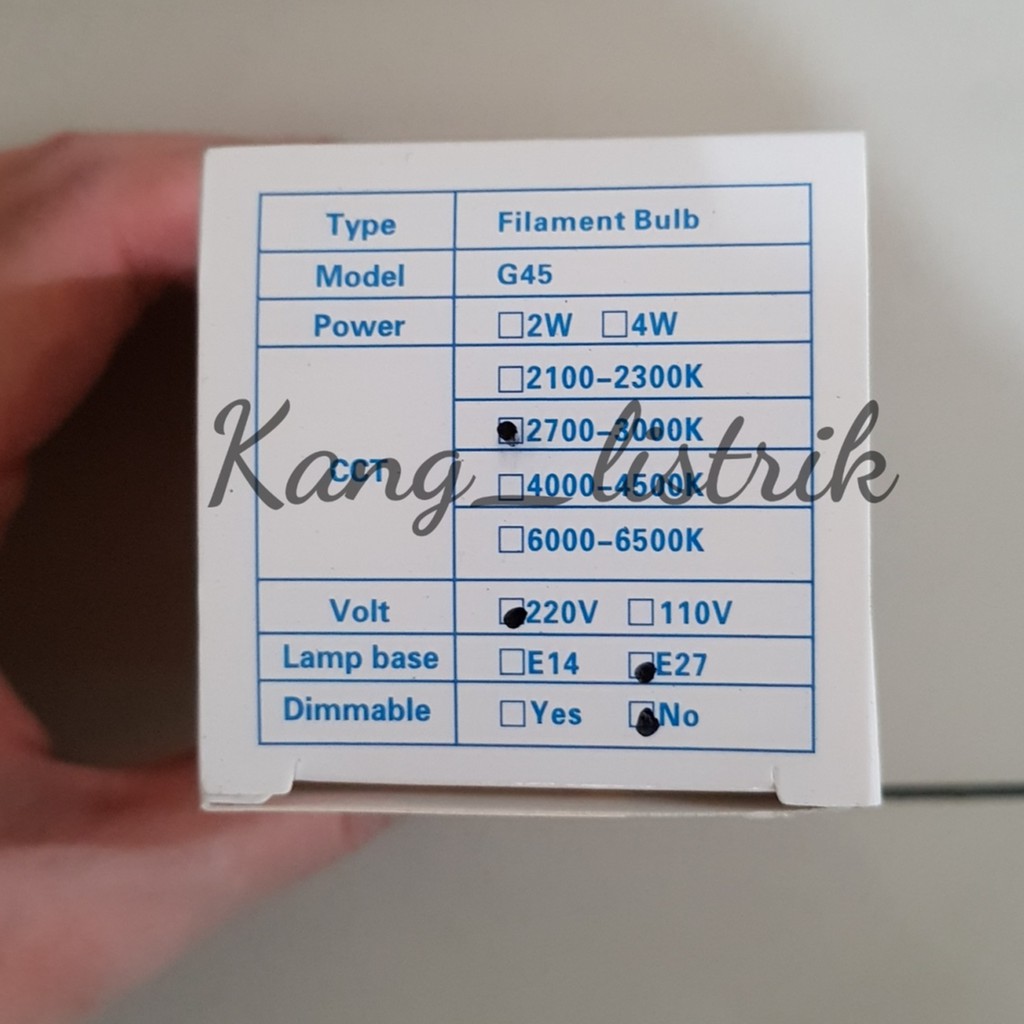 Type Filament Bulb
Model G45
Power □2W □4W
□2100–2300K
■2700–3000K
CCT
□4000–4500K
□6000–6500K
Volt ■220V □110V
Lamp base □E14 ■E27
Dimmable □Yes ■No
Kang_listrik